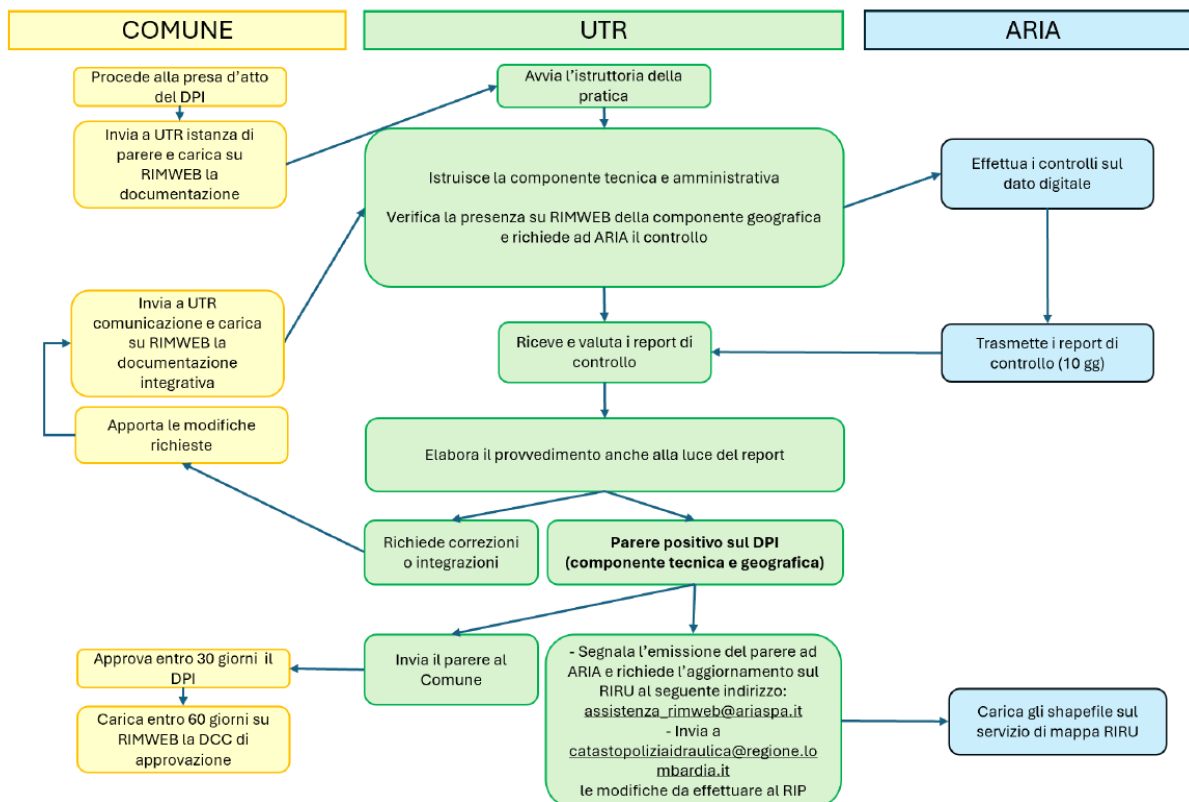 COMUNE
UTR
ARIA
Procede alla presa d'atto
del DPI
Avvia l'istruttoria della
pratica
Invia a UTR istanza di
parere e carica su
RIMWEB la
documentazione
Istruisce la componente tecnica e amministrativa
Verifica la presenza su RIMWEB della componente geografica
e richiede ad ARIA il controllo
Effettua i controlli sul
dato digitale
Invia a UTR
comunicazione e carica
su RIMWEB la
documentazione
integrativa
Riceve e valuta i report di
controllo
Trasmette i report di
controllo (10 gg)
Apporta le modifiche
richieste
Elabora il provvedimento anche alla luce del report
Richiede correzioni
o integrazioni
Parere positivo sul DPI
(componente tecnica e geografica)
Approva entro 30 giorni il
DPI
Invia il parere al
Comune
- Segnala l'emissione del parere ad
ARIA e richiede l'aggiornamento sul
RIRU al seguente indirizzo:
assistenza_rimweb@ariaspa.it
- Invia a
catastopoliziaidraulica@regione.lo
mbardia.it
le modifiche da effettuare al RIP
Carica entro 60 giorni su
RIMWEB la DCC di
approvazione
Carica gli shapefile sul
servizio di mappa RIRU